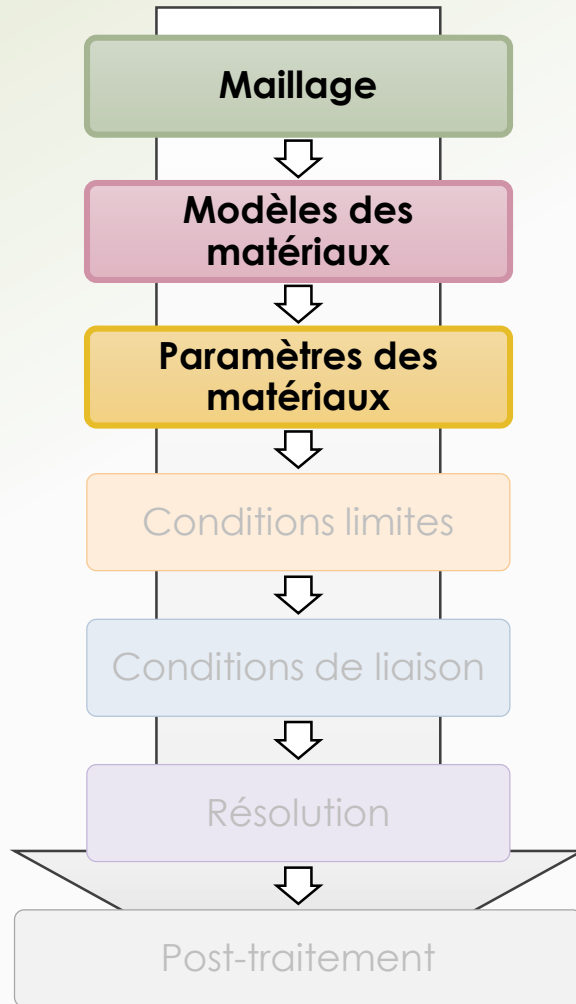 Maillage
Modèles des
matériaux
Paramètres des
matériaux
Conditions limites
Conditions de liaison
Résolution
Post-traitement